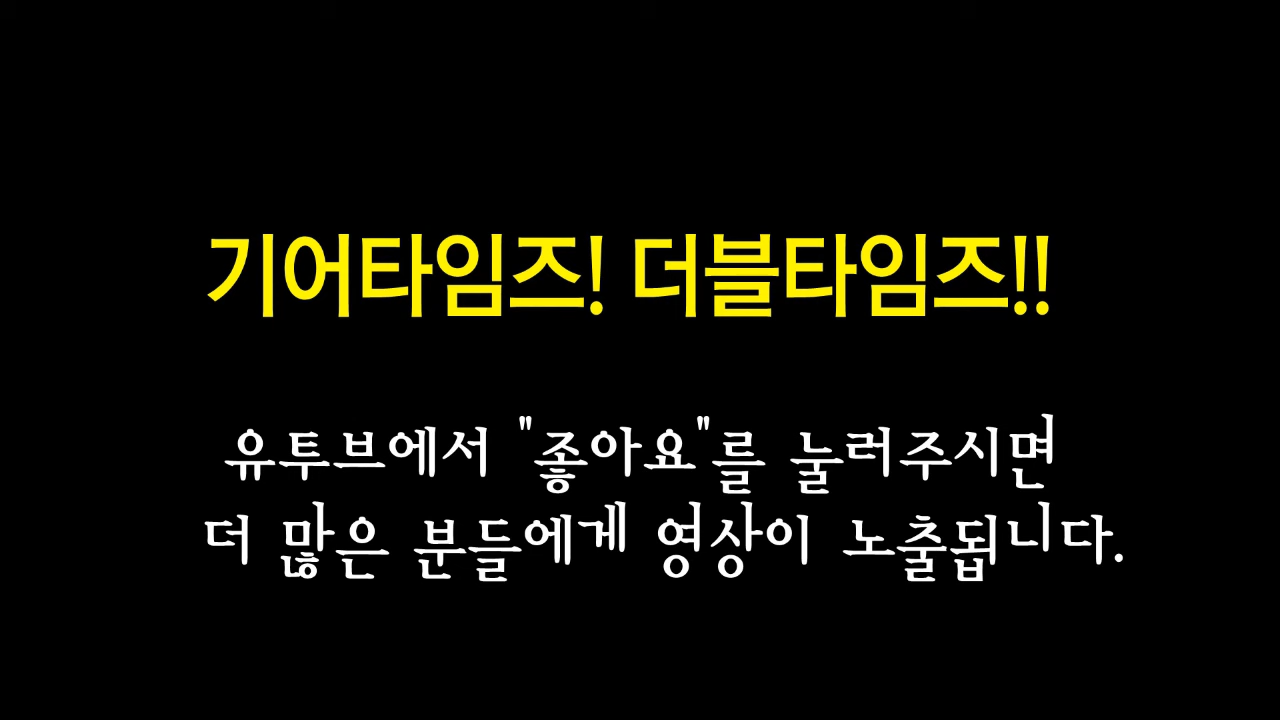 기어타임즈! 더블타임즈!!
유투브에서 "좋아요"를 눌러주시면
더 많은 분들에게 영상이 노출됩니다.